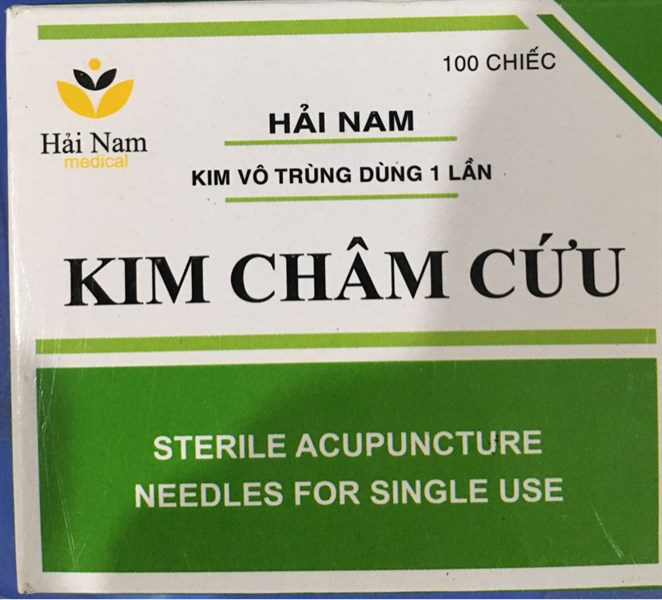 100 CHIẾC
Hải Nam
medical
HẢI NAM
KIM VÔ TRÙNG DÙNG 1 LẦN
KIM CHÂM CỨU
STERILE ACUPUNCTURE
NEEDLES FOR SINGLE USE